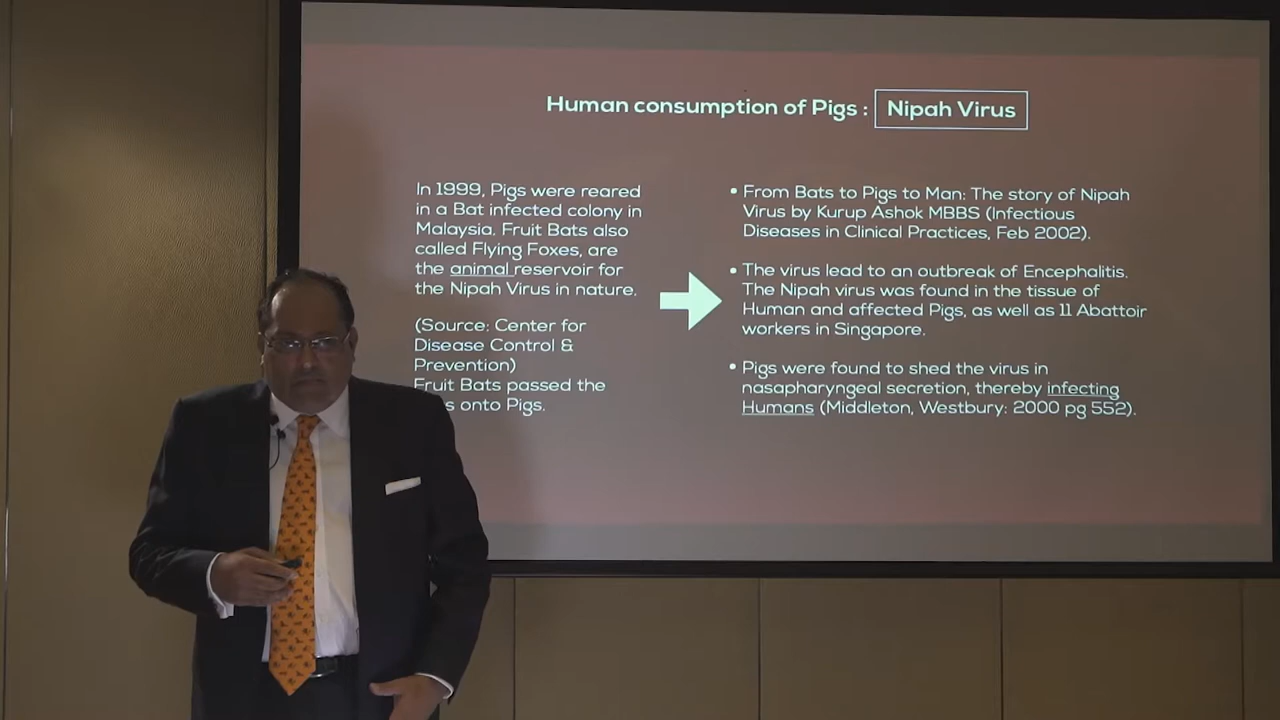 Human consumption of Pigs : Nipah Virus
In 1999, Pigs were reared
in a Bat infected colony in
Malaysia. Fruit Bats also
called Flying Foxes, are
the animal reservoir for
the Nipah Virus in nature.
(Source: Center for
Disease Control &
Prevention)
Fruit Bats passed the
onto Pigs.
• From Bats to Pigs to Man: The story of Nipah
Virus by Kurup Ashok MBBS (Infectious
Diseases in Clinical Practices, Feb 2002).
• The virus lead to an outbreak of Encephalitis.
The Nipah virus was found in the tissue of
Human and affected Pigs, as well as 11 Abattoir
workers in Singapore.
• Pigs were found to shed the virus in
nasapharyngeal secretion, thereby infecting
Humans (Middleton, Westbury: 2000 pg 552).